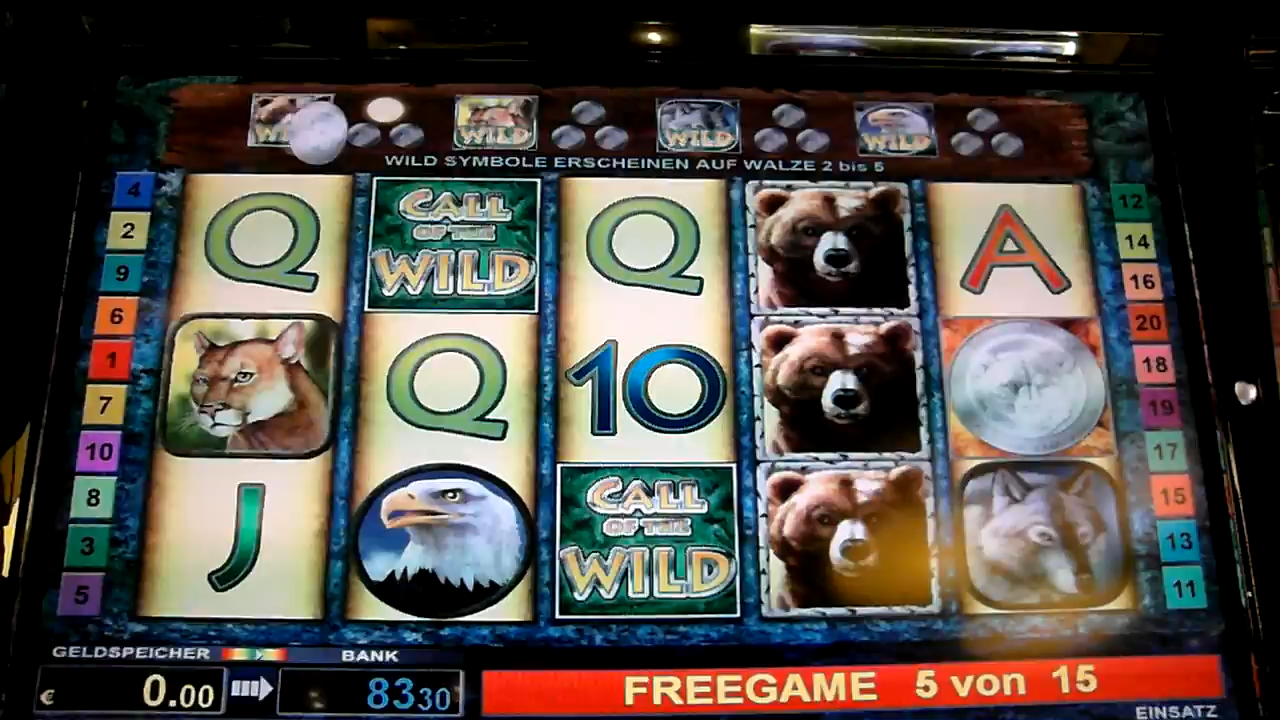 WILD WILD WILD WILD
WILD SYMBOLE ERSCHEINEN AUF WALZE 2 bis 5
4
2
9
6
1
7
10
8
3
5
Q
CALL
OF THE
WILD
Q
A
Q
10
J
CALL
OF THE
WILD
12
14
16
20
18
19
17
15
13
11
GELDSPEICHER
BANK
€ 0.00
83 30
FREEGAME 5 von 15
EINSATZ